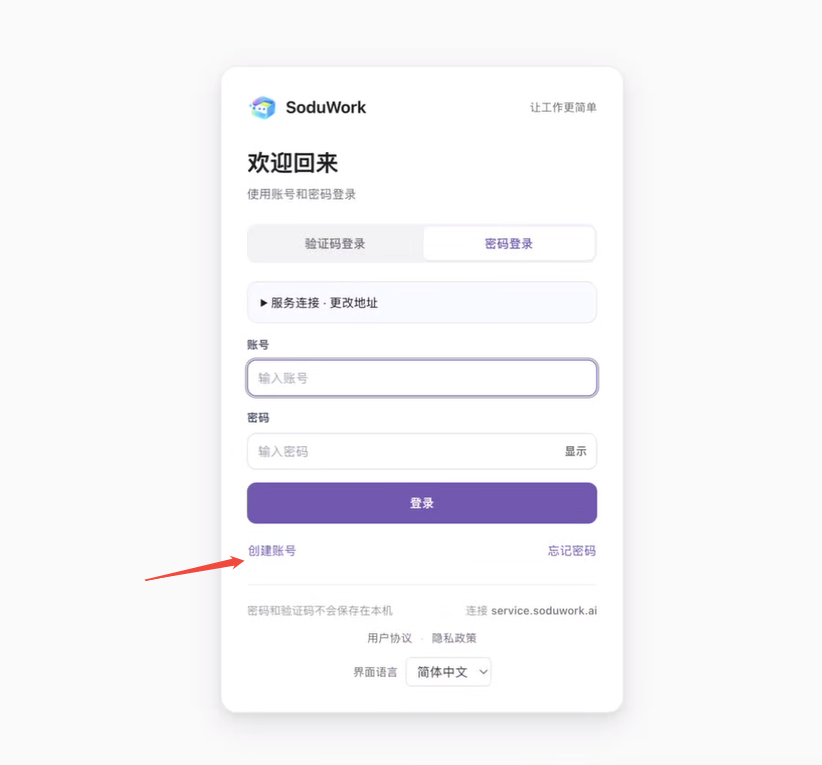 SoduWork 让工作更简单
欢迎回来
使用账号和密码登录
验证码登录 密码登录
▶ 服务连接 · 更改地址
账号
输入账号
密码
输入密码 显示
登录
创建账号 忘记密码
密码和验证码不会保存在本机 连接 service.soduwork.ai
用户协议 · 隐私政策
界面语言 简体中文